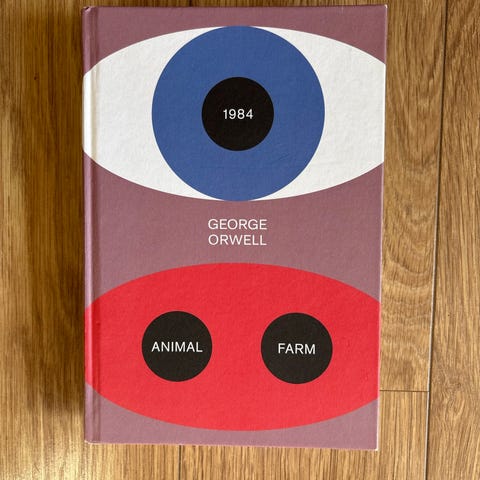 1984
GEORGE
ORWELL
ANIMAL FARM